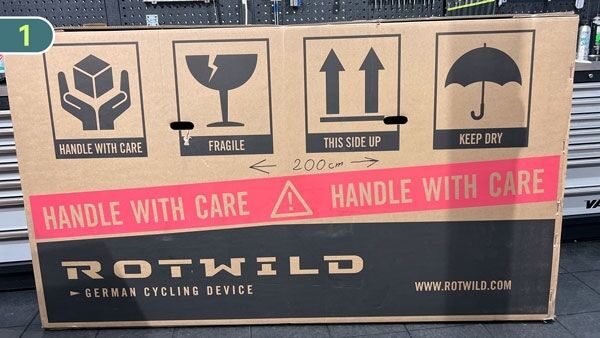 1
HANDLE WITH CARE
FRAGILE
THIS SIDE UP
KEEP DRY
200cm
HANDLE WITH CARE HANDLE WITH CARE
ROTWILD
GERMAN CYCLING DEVICE
WWW.ROTWILD.COM